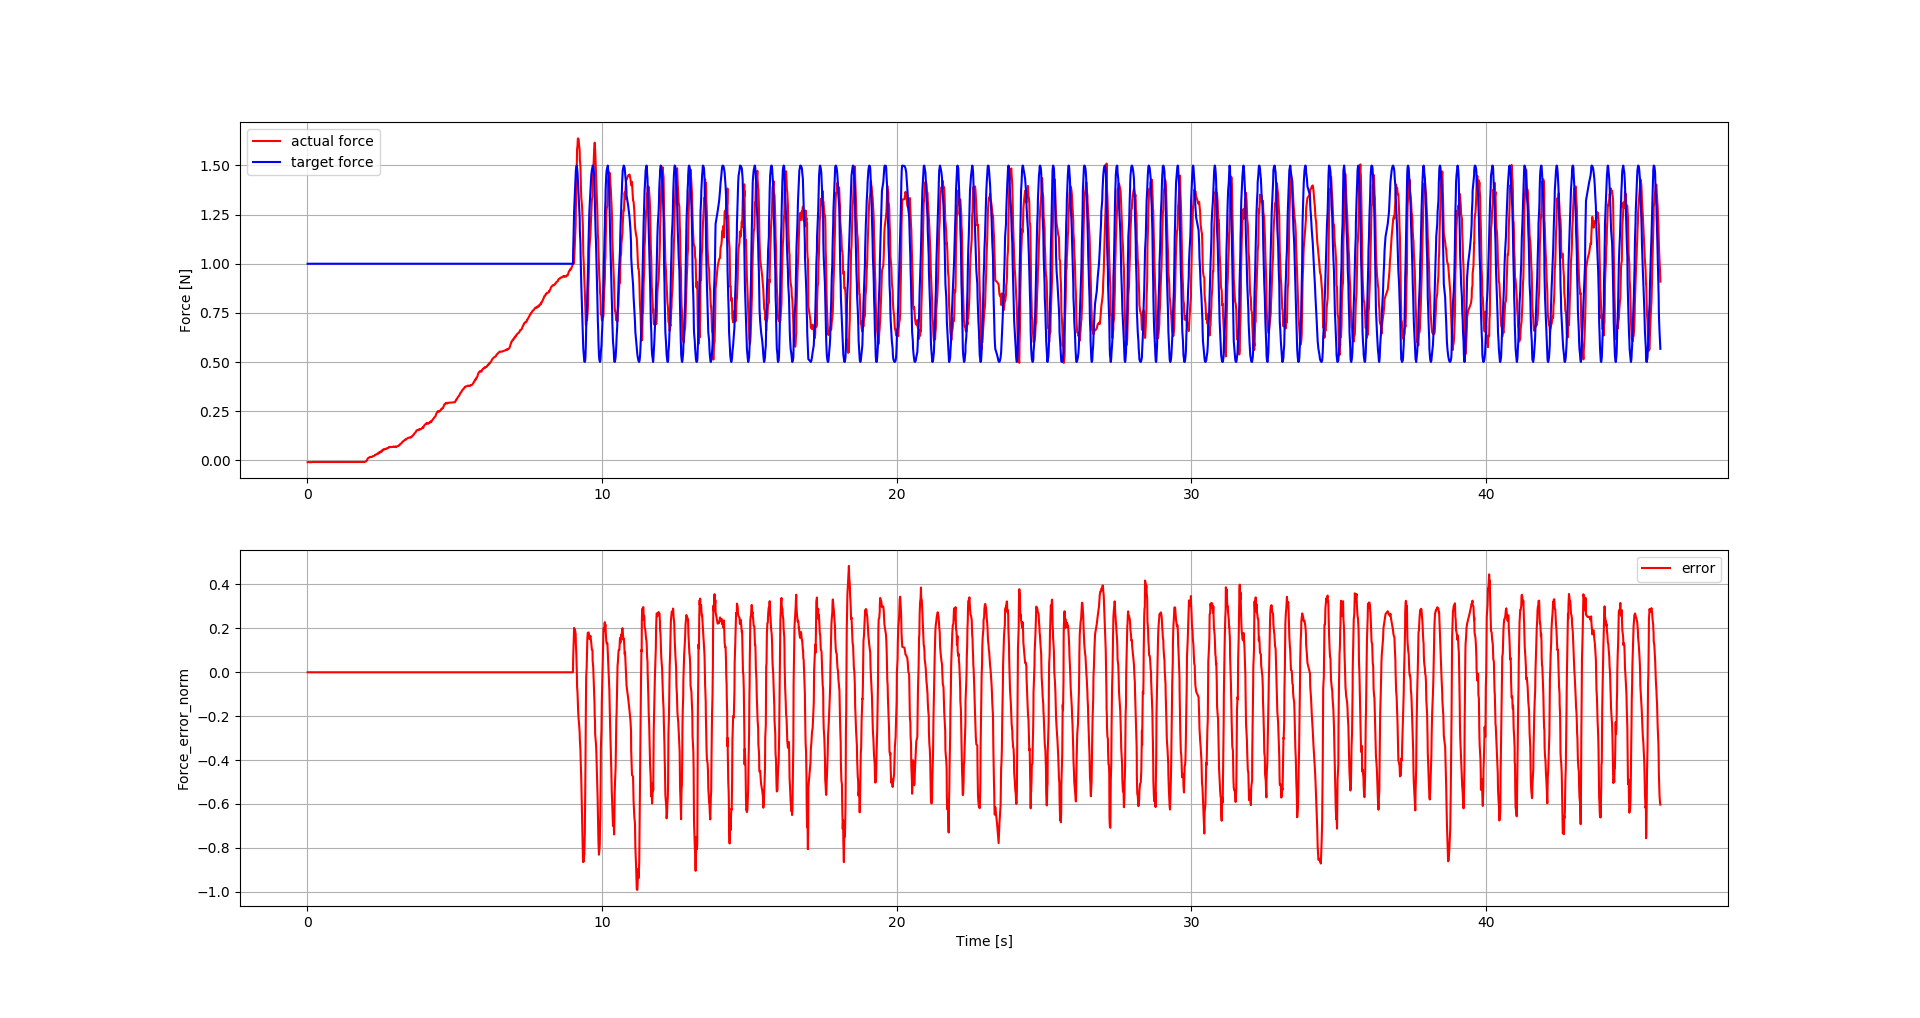 actual force
target force
Force [N]
1.50
1.25
1.00
0.75
0.50
0.25
0.00
0 10 20 30 40
error
Force_error_norm
0.4
0.2
0.0
−0.2
−0.4
−0.6
−0.8
−1.0
0 10 20 30 40
Time [s]